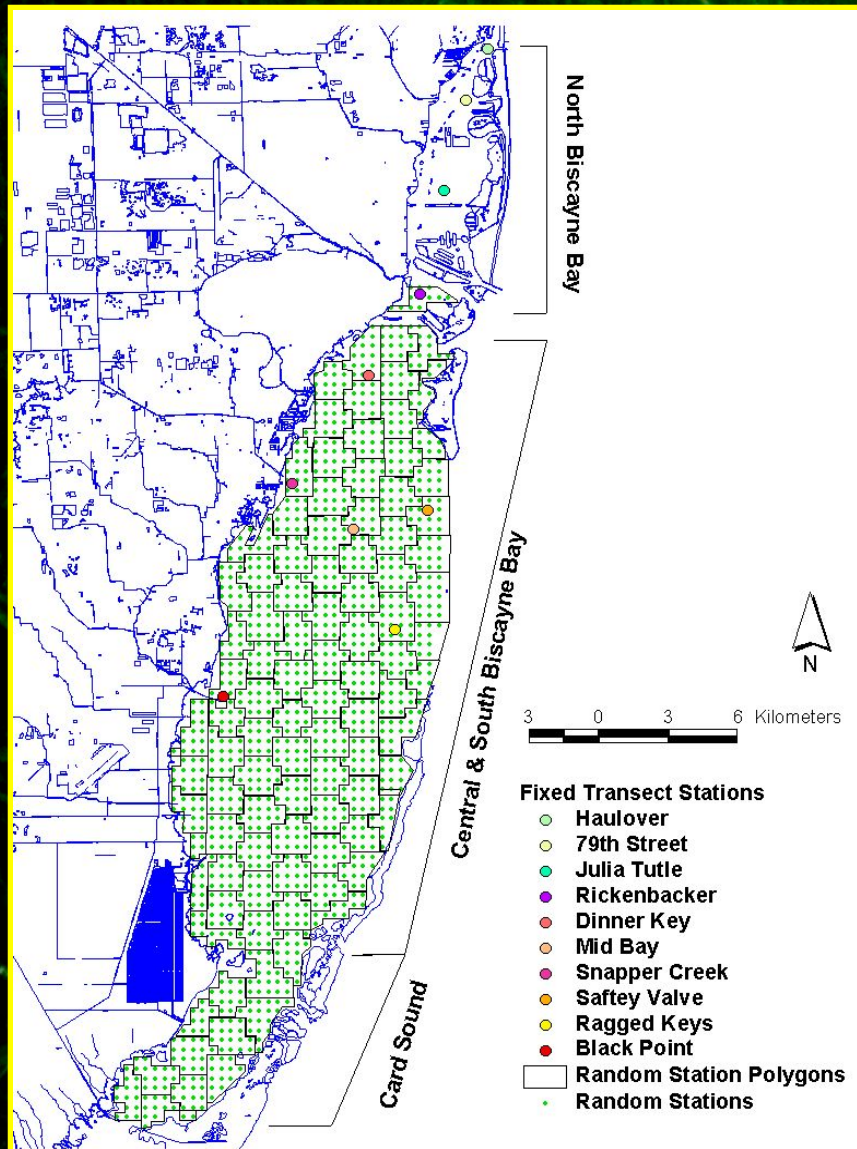 North Biscayne Bay
Central & South Biscayne Bay
Card Sound
N
3 0 3 6 Kilometers
Fixed Transect Stations
Haulover
79th Street
Julia Tutle
Rickenbacker
Dinner Key
Mid Bay
Snapper Creek
Saftey Valve
Ragged Keys
Black Point
Random Station Polygons
Random Stations